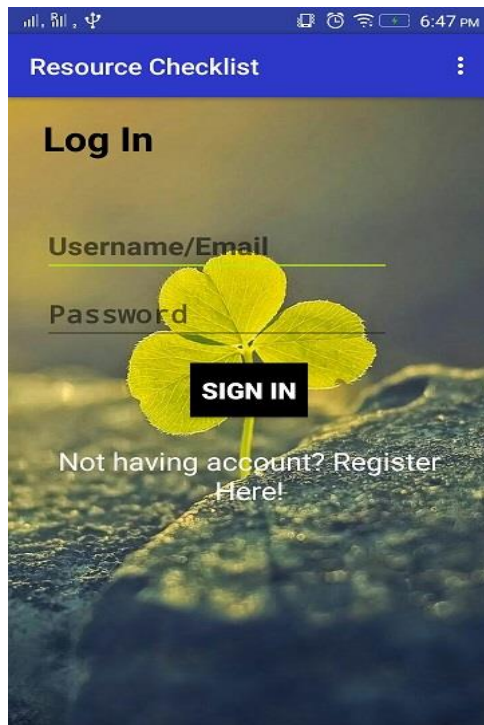 6:47 PM
Resource Checklist
Log In
Username/Email
Password
SIGN IN
Not having account? Register
Here!